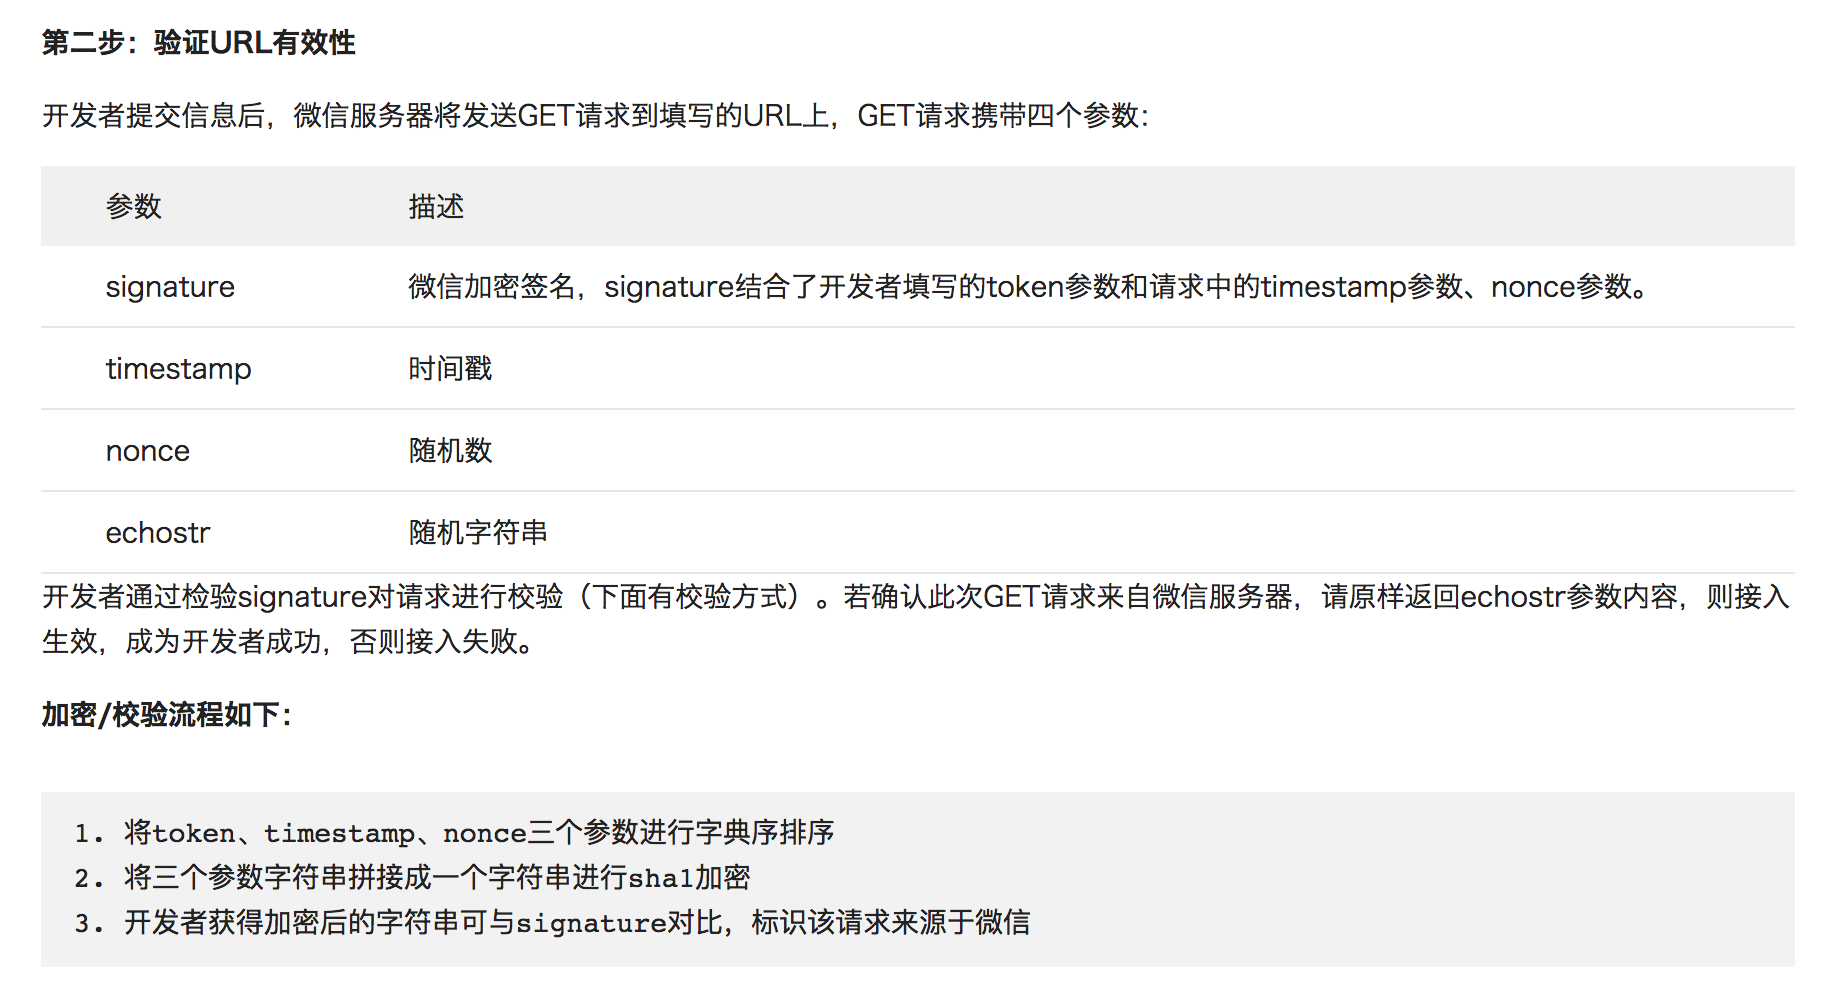 第二步：验证URL有效性
开发者提交信息后，微信服务器将发送GET请求到填写的URL上，GET请求携带四个参数：
参数 描述
signature 微信加密签名，signature结合了开发者填写的token参数和请求中的timestamp参数、nonce参数。
timestamp 时间戳
nonce 随机数
echostr 随机字符串
开发者通过检验signature对请求进行校验（下面有校验方式）。若确认此次GET请求来自微信服务器，请原样返回echostr参数内容，则接入
生效，成为开发者成功，否则接入失败。
加密/校验流程如下：
1. 将token、timestamp、nonce三个参数进行字典序排序
2. 将三个参数字符串拼接成一个字符串进行sha1加密
3. 开发者获得加密后的字符串可与signature对比，标识该请求来源于微信